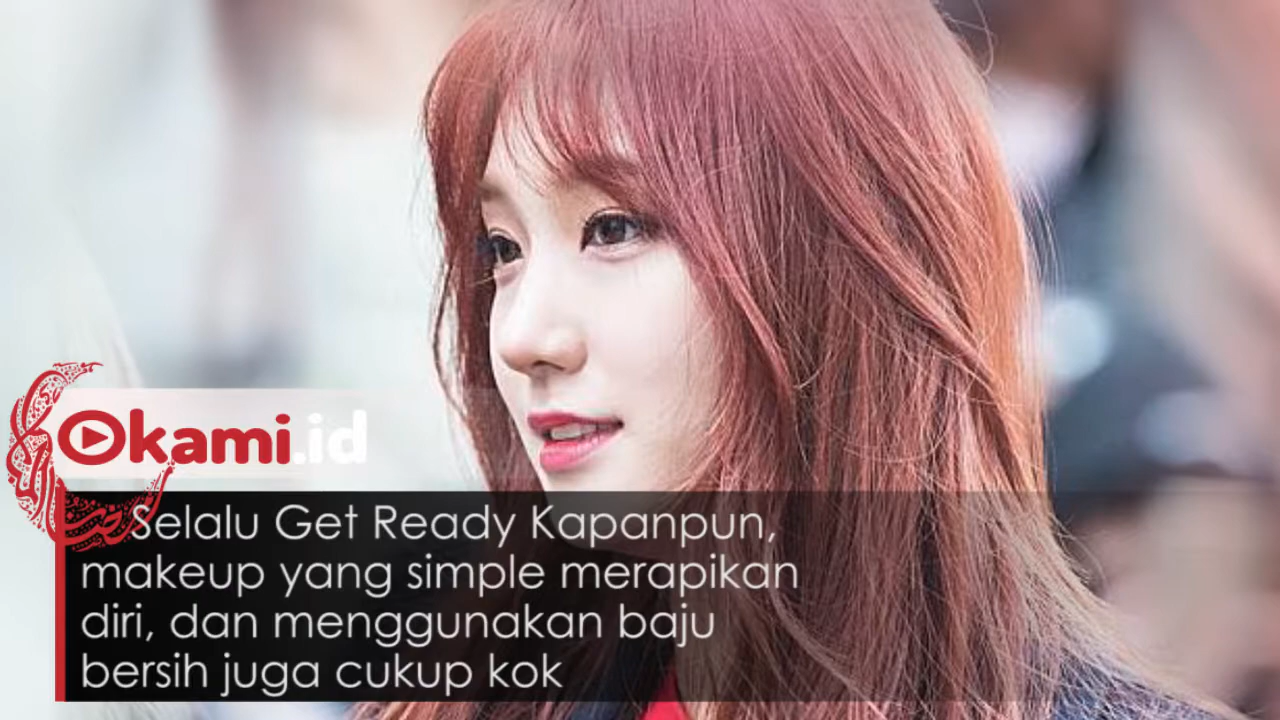 Okami.id
Selalu Get Ready Kapanpun,
makeup yang simple merapikan
diri, dan menggunakan baju
bersih juga cukup kok